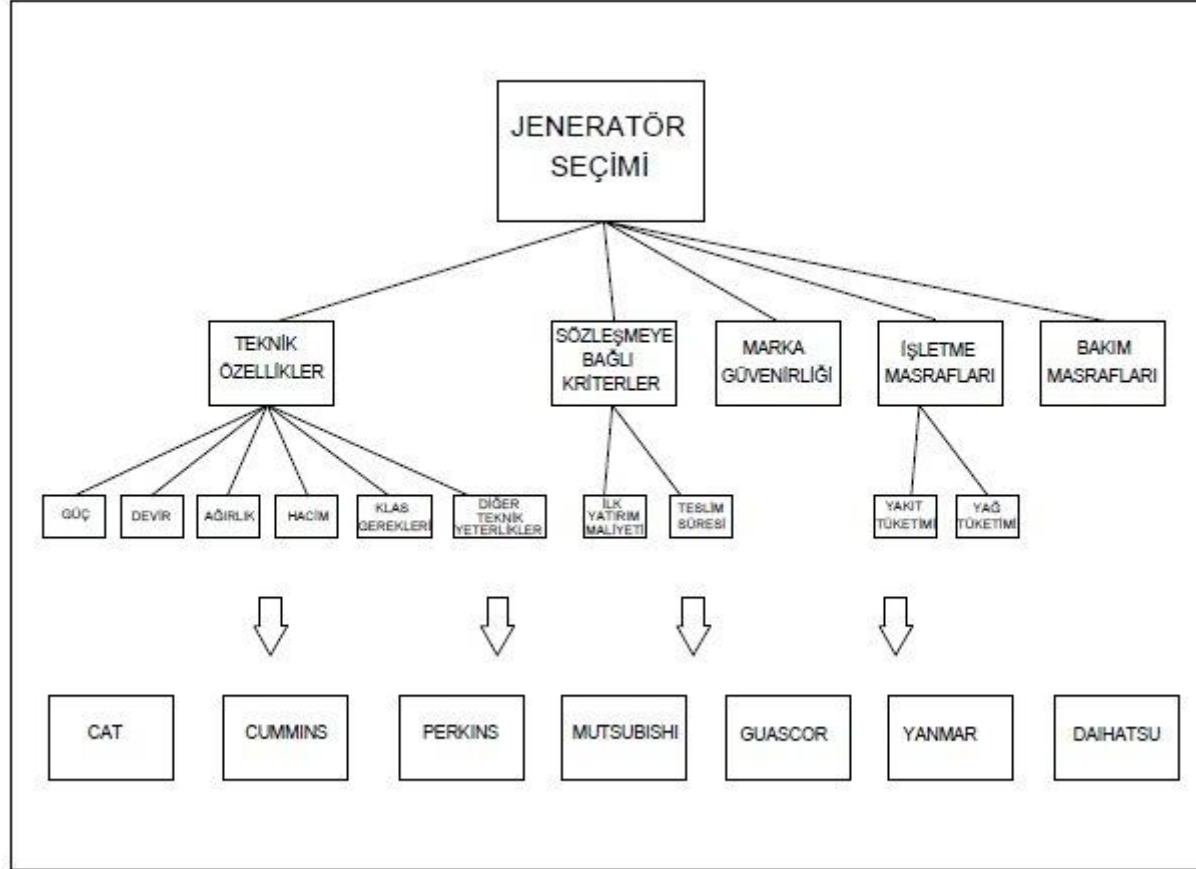 JENERATÖR
SEÇİMİ
TEKNİK
ÖZELLİKLER
SÖZLEŞMEYE
BAĞLI
KRİTERLER
MARKA
GÜVENİRLİĞİ
İŞLETME
MASRAFLARI
BAKIM
MASRAFLARI
GÜÇ
DEVİR
AĞIRLIK
HACİM
KLAS
GEREKLERİ
DİĞER
TEKNİK
YETERLİKLER
İLK
YATIRIM
MALİYETİ
TESLİM
SÜRESİ
YAKIT
TÜKETİMİ
YAĞ
TÜKETİMİ
CAT
CUMMINS
PERKINS
MUTSUBISHI
GUASCOR
YANMAR
DAIHATSU